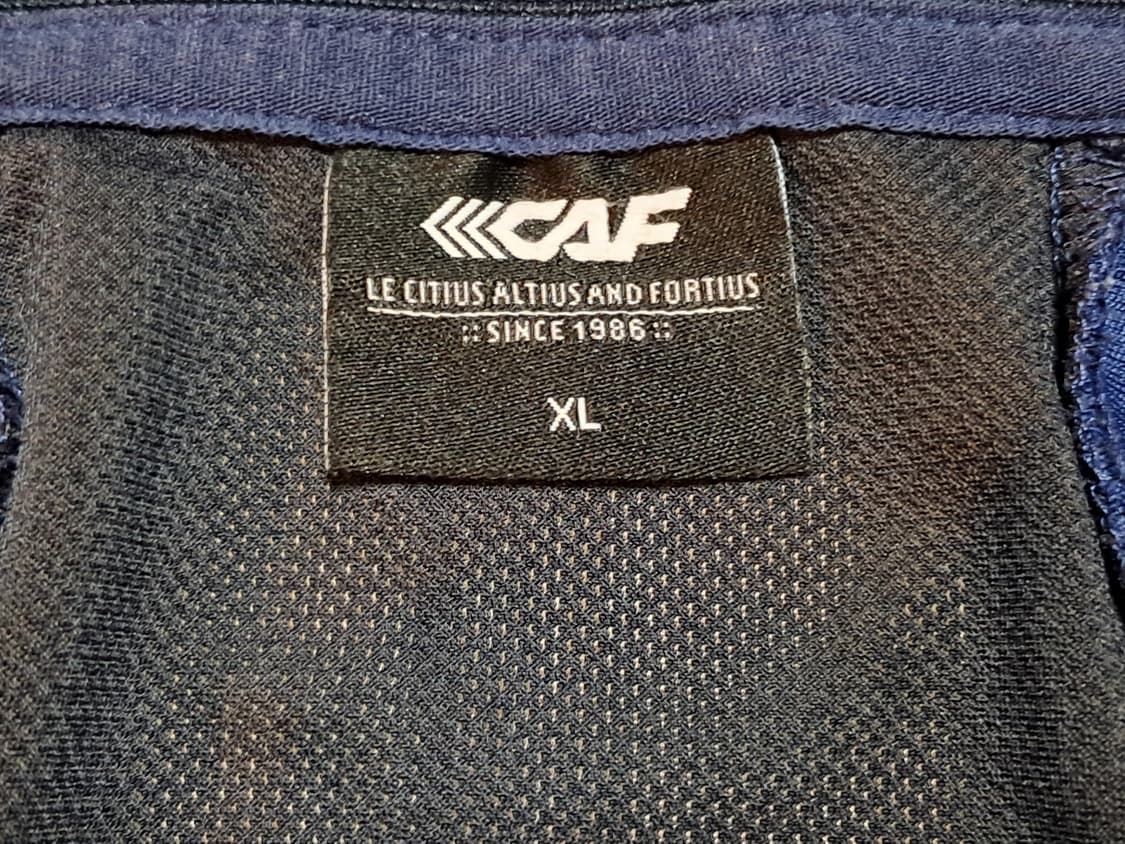 CAF
LE CITIUS ALTIUS AND FORTIUS
:: SINCE 1986 ::
XL